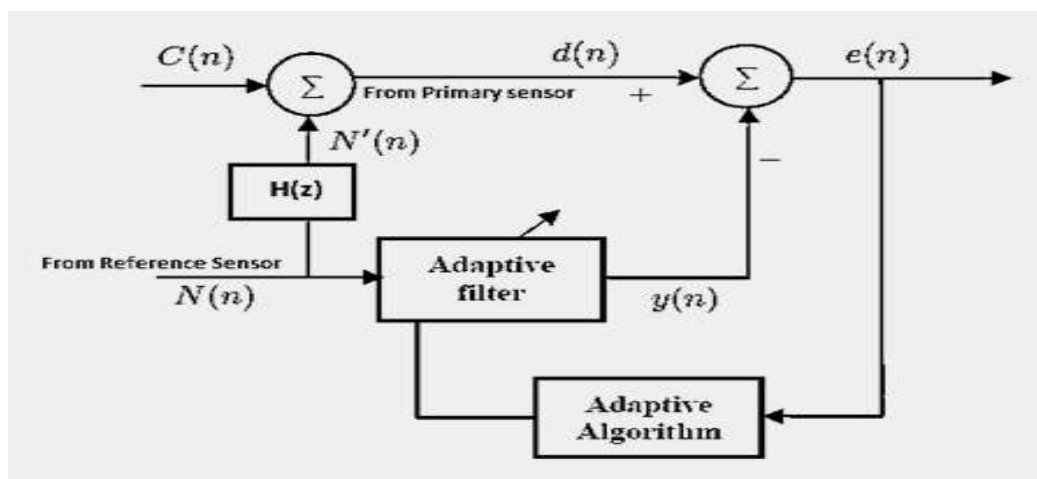 C(n)
Σ
d(n)
From Primary sensor
+
Σ
e(n)
N′(n)
−
H(z)
From Reference Sensor
N(n)
Adaptive
filter
y(n)
Adaptive
Algorithm